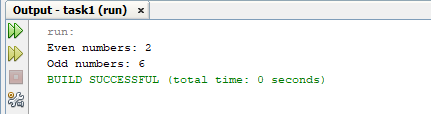 Output - task1 (run) ×
run:
Even numbers: 2
Odd numbers: 6
BUILD SUCCESSFUL (total time: 0 seconds)